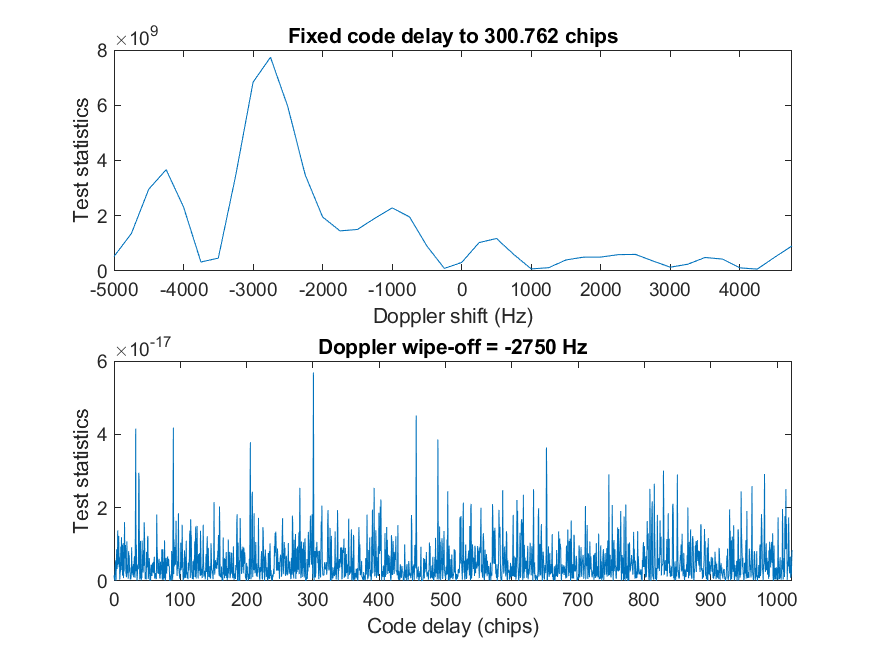 Fixed code delay to 300.762 chips
×10^9
8
6
4
2
0
Test statistics
-5000 -4000 -3000 -2000 -1000 0 1000 2000 3000 4000
Doppler shift (Hz)
Doppler wipe-off = -2750 Hz
×10^-17
6
4
2
0
Test statistics
0 100 200 300 400 500 600 700 800 900 1000
Code delay (chips)